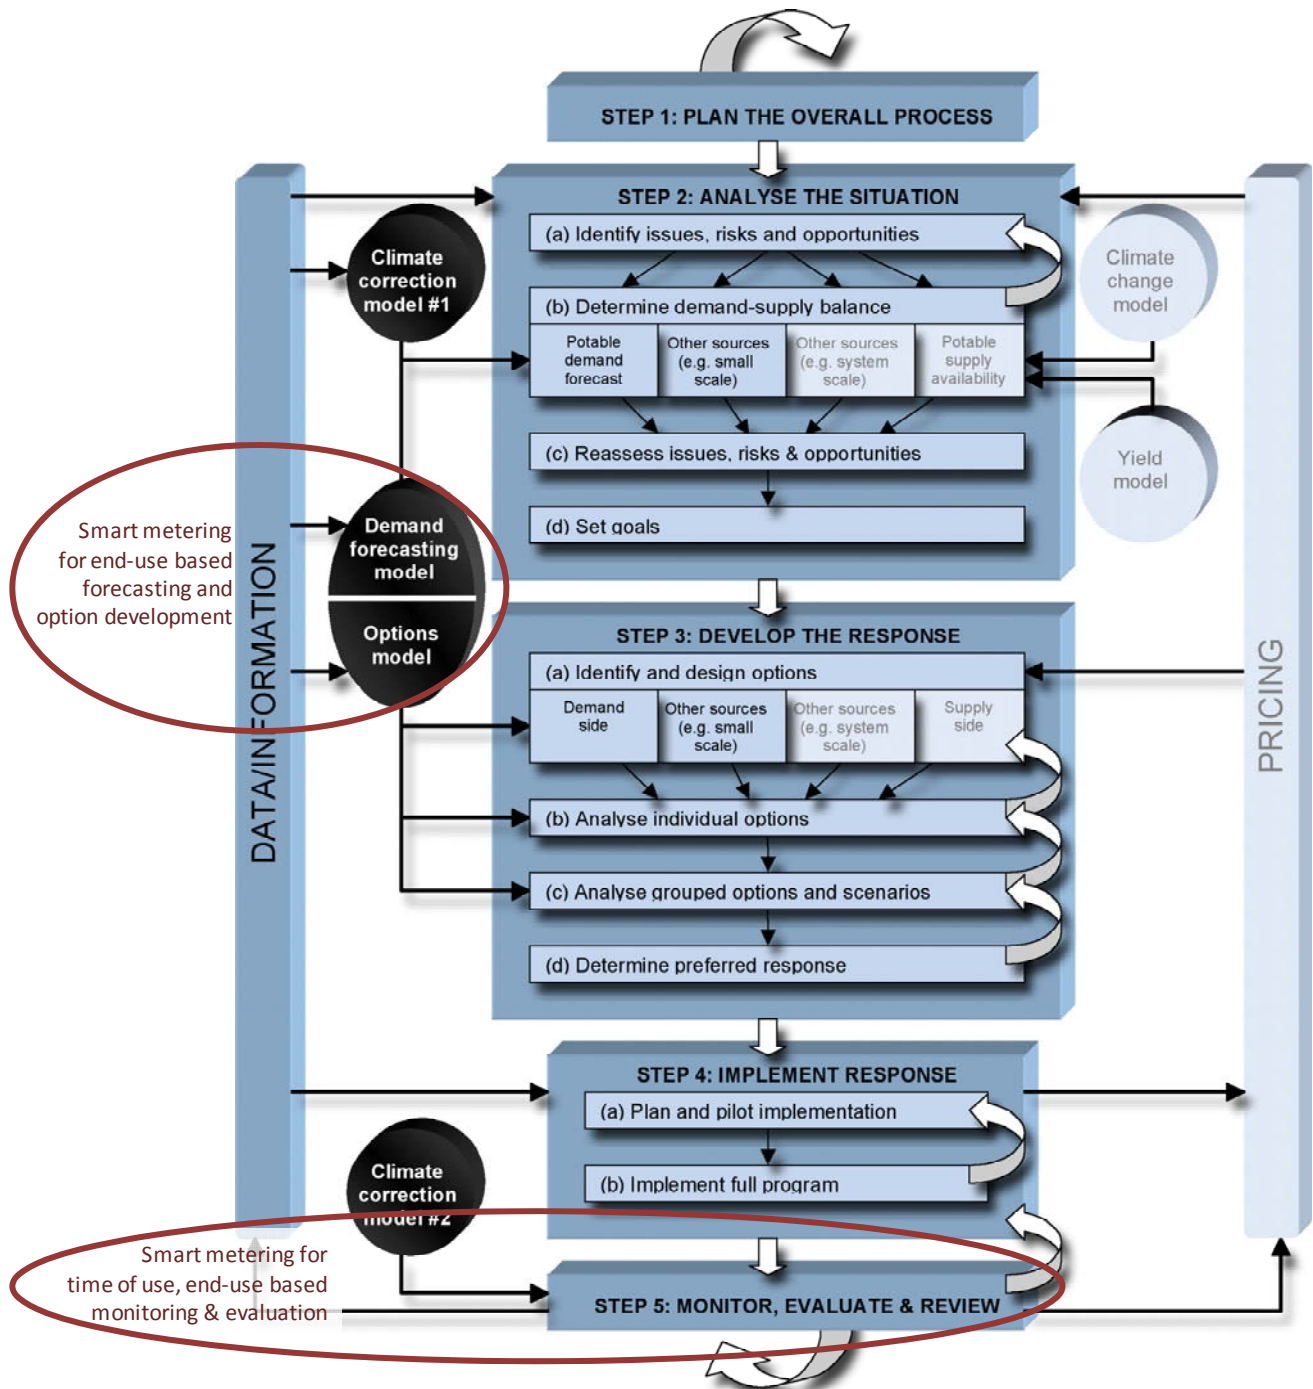 STEP 1: PLAN THE OVERALL PROCESS
STEP 2: ANALYSE THE SITUATION
(a) Identify issues, risks and opportunities
(b) Determine demand-supply balance
Potable
demand
forecast
Other sources
(e.g. small
scale)
Other sources
(e.g. system
scale)
Potable
supply
availability
(c) Reassess issues, risks & opportunities
(d) Set goals
Climate
correction
model #1
Climate
change
model
Yield
model
DATA/INFORMATION
PRICING
Smart metering
for end-use based
forecasting and
option development
Demand
forecasting
model
Options
model
STEP 3: DEVELOP THE RESPONSE
(a) Identify and design options
Demand
side
Other sources
(e.g. small
scale)
Other sources
(e.g. system
scale)
Supply
side
(b) Analyse individual options
(c) Analyse grouped options and scenarios
(d) Determine preferred response
STEP 4: IMPLEMENT RESPONSE
(a) Plan and pilot implementation
(b) Implement full program
Climate
correction
model #2
Smart metering for
time of use, end-use based
monitoring & evaluation
STEP 5: MONITOR, EVALUATE & REVIEW